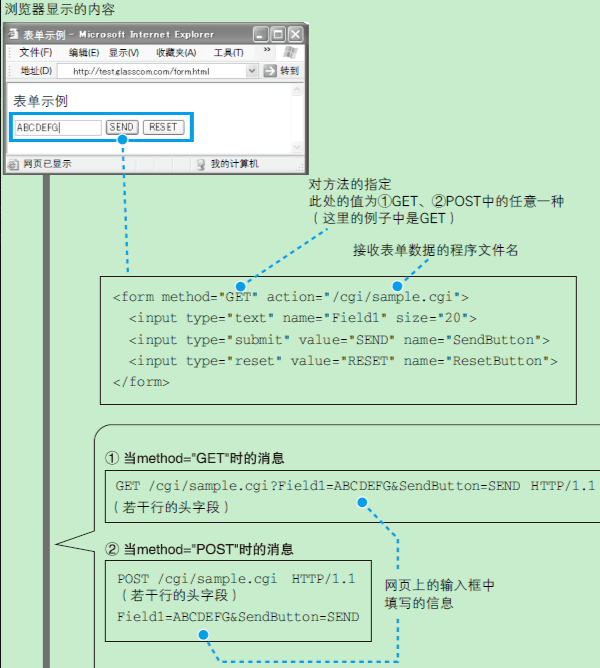 浏览器显示的内容
表单示例 - Microsoft Internet Explorer
文件(F) 编辑(E) 显示(V) 收藏夹(A) 工具(T) »
地址(D) http://test.glasscom.com/form.html 转到
表单示例
ABCDEFG SEND RESET
网页已显示 我的计算机
对方法的指定
此处的值为①GET、②POST中的任意一种
（这里的例子中是GET）
接收表单数据的程序文件名
<form method="GET" action="/cgi/sample.cgi">
<input type="text" name="Field1" size="20">
<input type="submit" value="SEND" name="SendButton">
<input type="reset" value="RESET" name="ResetButton">
</form>
① 当method="GET"时的消息
GET /cgi/sample.cgi?Field1=ABCDEFG&SendButton=SEND HTTP/1.1
（若干行的头字段）
② 当method="POST"时的消息
POST /cgi/sample.cgi HTTP/1.1
（若干行的头字段）
Field1=ABCDEFG&SendButton=SEND
网页上的输入框中
填写的信息